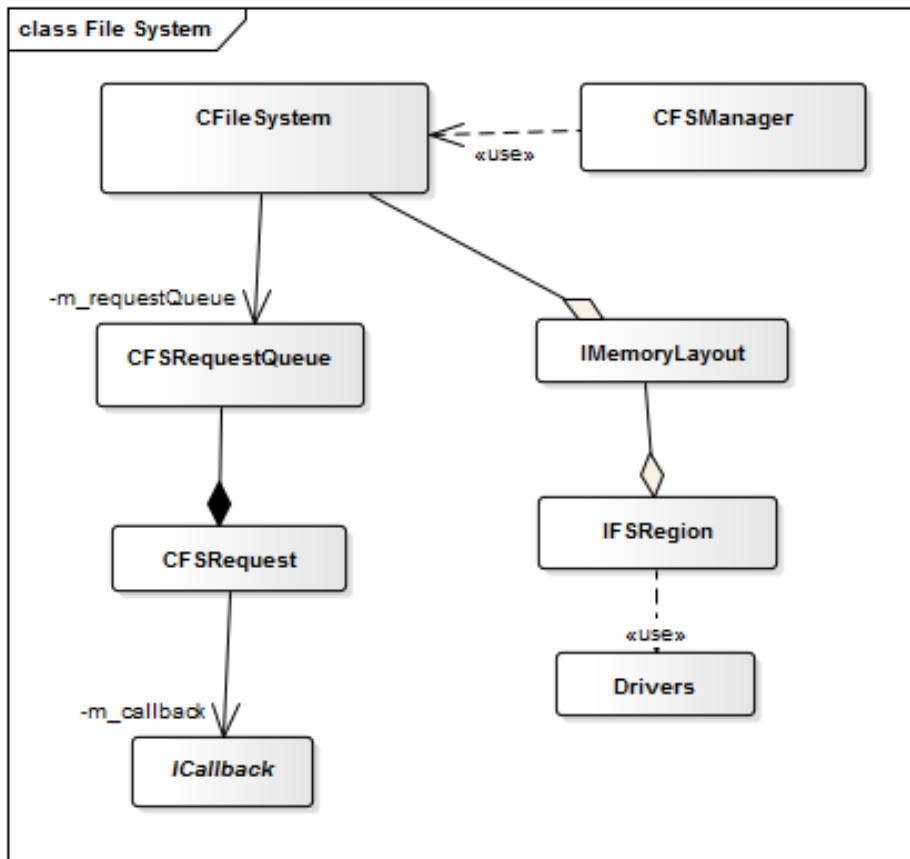 class File System
CFileSystem
CFSManager
«use»
-m_requestQueue
CFSRequestQueue
IMemoryLayout
CFSRequest
IFSRegion
«use»
Drivers
-m_callback
ICallback